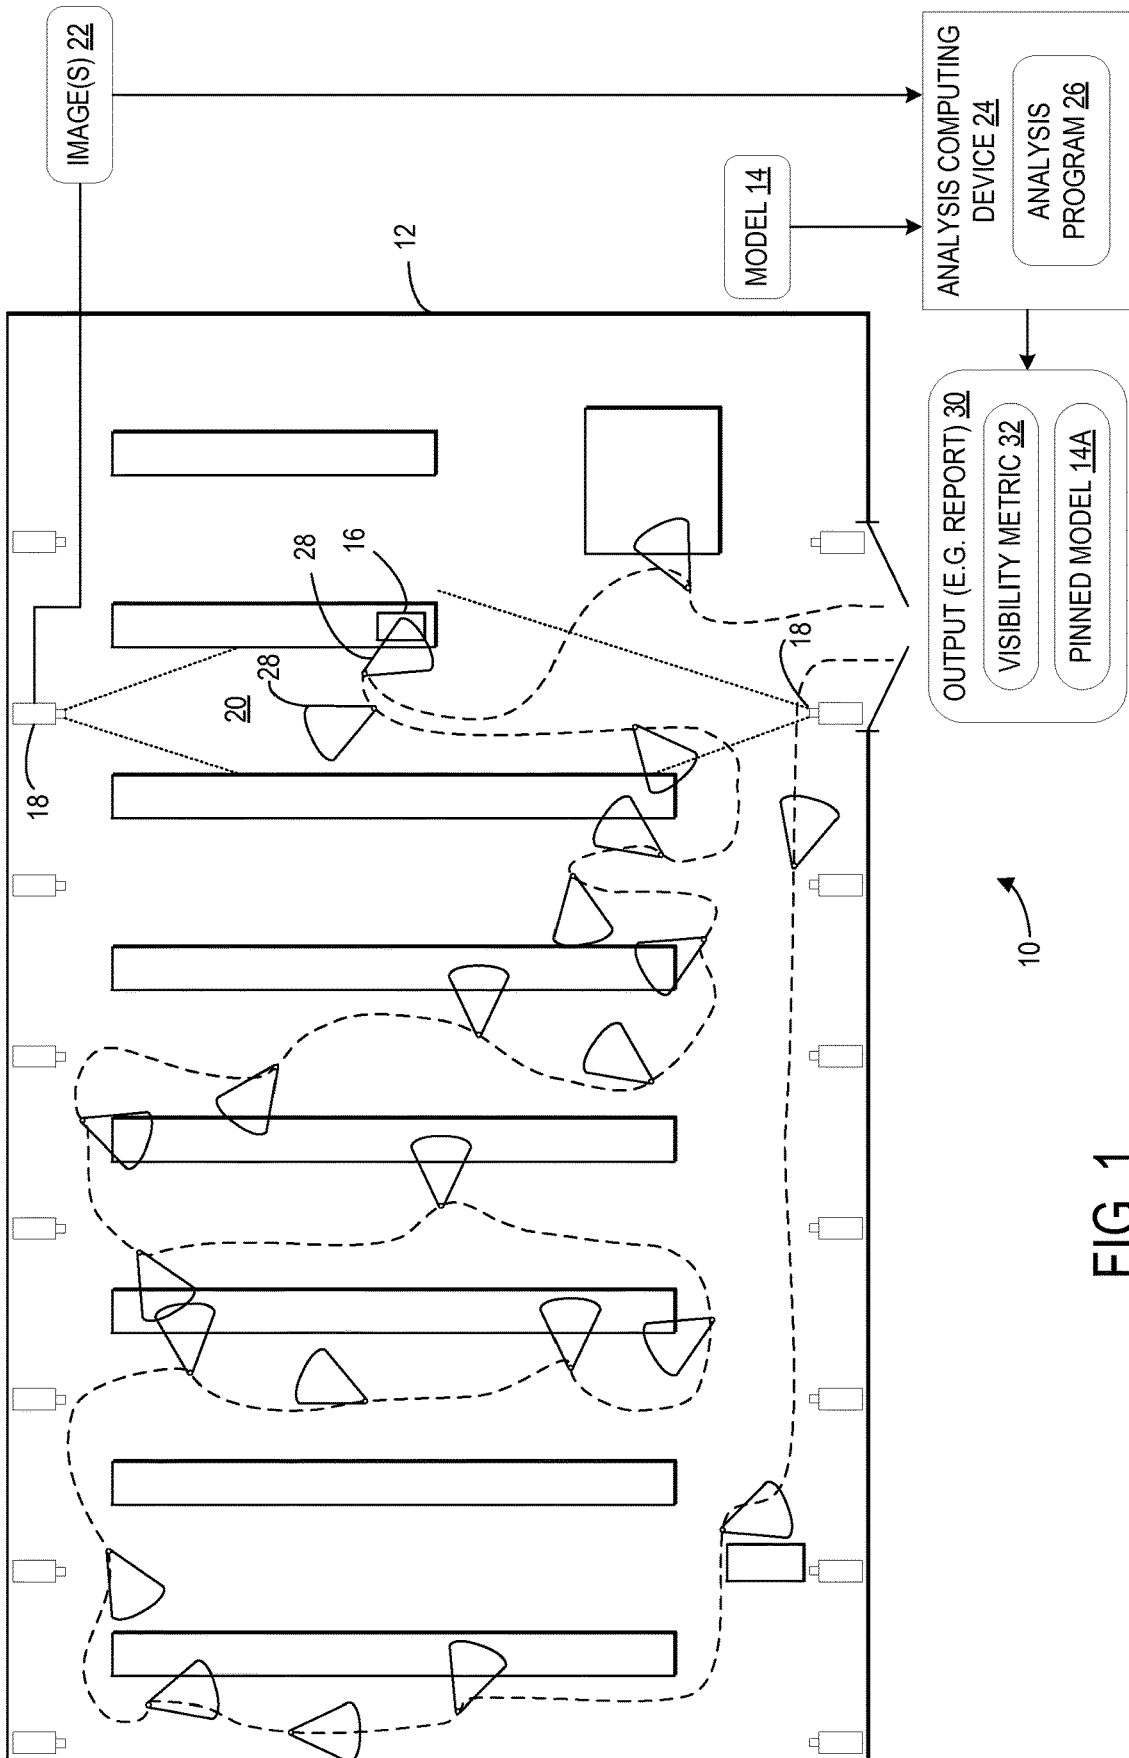 IMAGE(S) 22
12
MODEL 14
ANALYSIS COMPUTING
DEVICE 24
ANALYSIS
PROGRAM 26
OUTPUT (E.G. REPORT) 30
VISIBILITY METRIC 32
PINNED MODEL 14A
18
20
28
28
16
18
10
FIG. 1